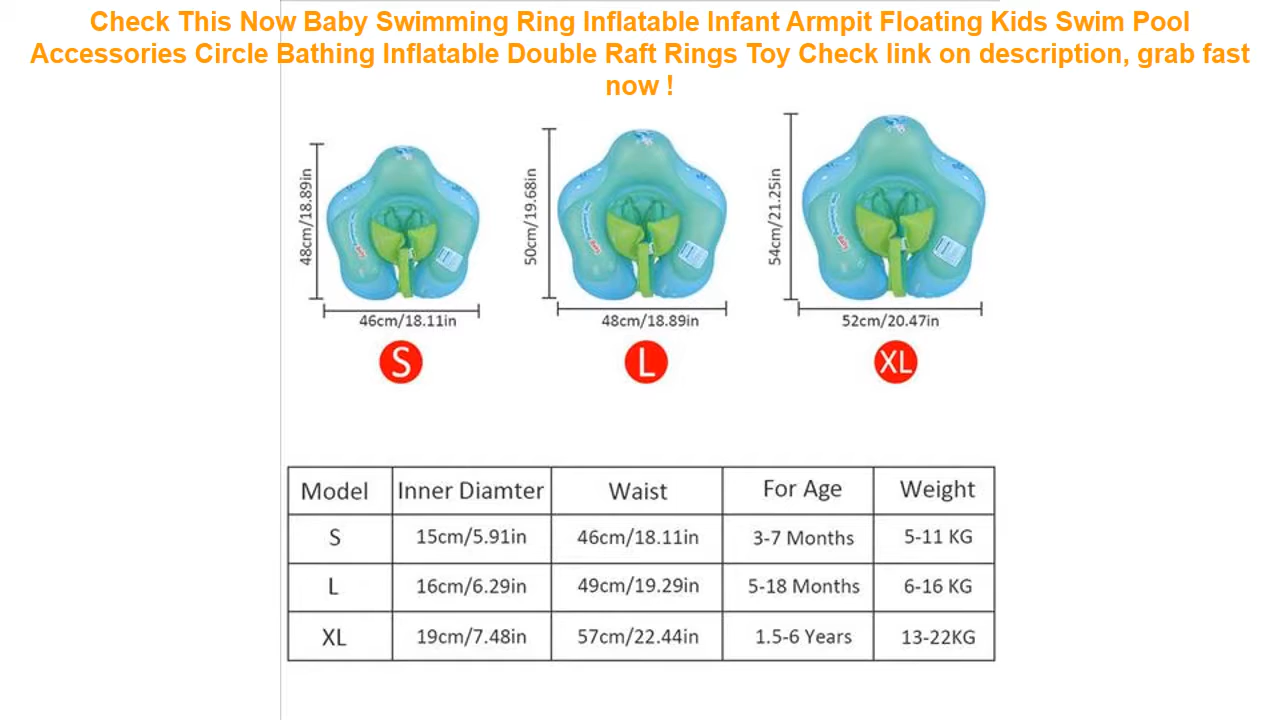 Check This Now Baby Swimming Ring Inflatable Infant Armpit Floating Kids Swim Pool
Accessories Circle Bathing Inflatable Double Raft Rings Toy Check link on description, grab fast
now !
48cm/18.89in
46cm/18.11in
S
50cm/19.68in
48cm/18.89in
L
54cm/21.25in
52cm/20.47in
XL
Model Inner Diamter Waist For Age Weight
S 15cm/5.91in 46cm/18.11in 3-7 Months 5-11 KG
L 16cm/6.29in 49cm/19.29in 5-18 Months 6-16 KG
XL 19cm/7.48in 57cm/22.44in 1.5-6 Years 13-22KG